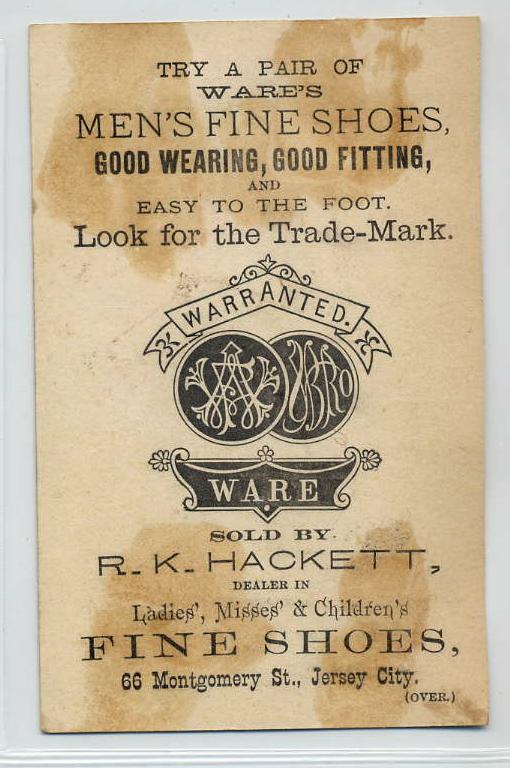 TRY A PAIR OF
WARE'S
MEN'S FINE SHOES,
GOOD WEARING, GOOD FITTING,
AND
EASY TO THE FOOT.
Look for the Trade-Mark.
WARRANTED.
WARE
SOLD BY
R. K. HACKETT,
DEALER IN
Ladies', Misses' & Children's
FINE SHOES,
66 Montgomery St., Jersey City.
(OVER.)